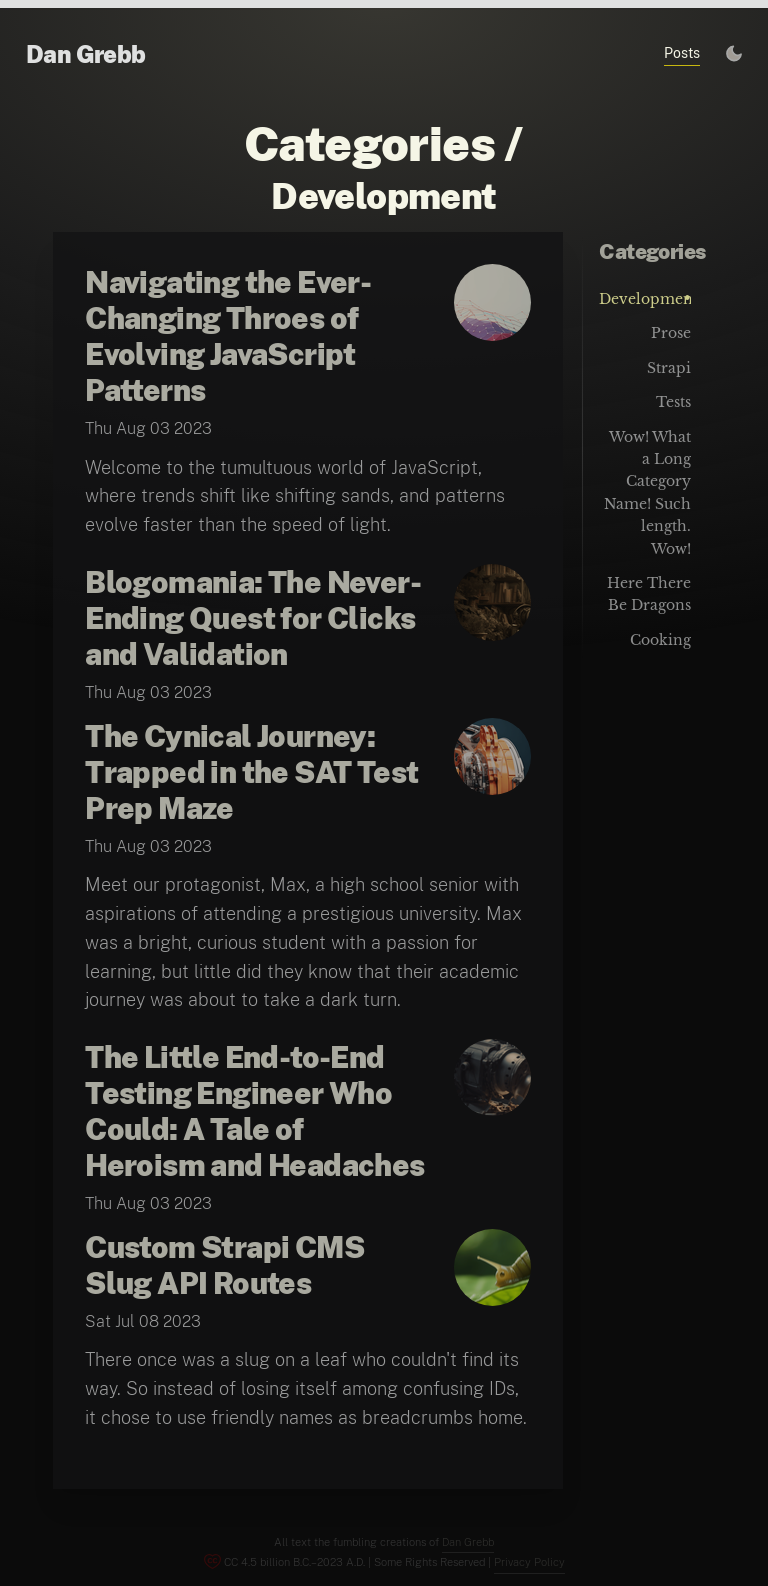 Dan Grebb
Posts
Categories /
Development
Navigating the Ever-
Changing Throes of
Evolving JavaScript
Patterns
Thu Aug 03 2023
Welcome to the tumultuous world of JavaScript,
where trends shift like shifting sands, and patterns
evolve faster than the speed of light.
Blogomania: The Never-
Ending Quest for Clicks
and Validation
Thu Aug 03 2023
The Cynical Journey:
Trapped in the SAT Test
Prep Maze
Thu Aug 03 2023
Meet our protagonist, Max, a high school senior with
aspirations of attending a prestigious university. Max
was a bright, curious student with a passion for
learning, but little did they know that their academic
journey was about to take a dark turn.
The Little End-to-End
Testing Engineer Who
Could: A Tale of
Heroism and Headaches
Thu Aug 03 2023
Custom Strapi CMS
Slug API Routes
Sat Jul 08 2023
There once was a slug on a leaf who couldn't find its
way. So instead of losing itself among confusing IDs,
it chose to use friendly names as breadcrumbs home.
Categories
Developmen
Prose
Strapi
Tests
Wow! What
a Long
Category
Name! Such
length.
Wow!
Here There
Be Dragons
Cooking
All text the fumbling creations of Dan Grebb
CC 4.5 billion B.C.–2023 A.D. | Some Rights Reserved | Privacy Policy